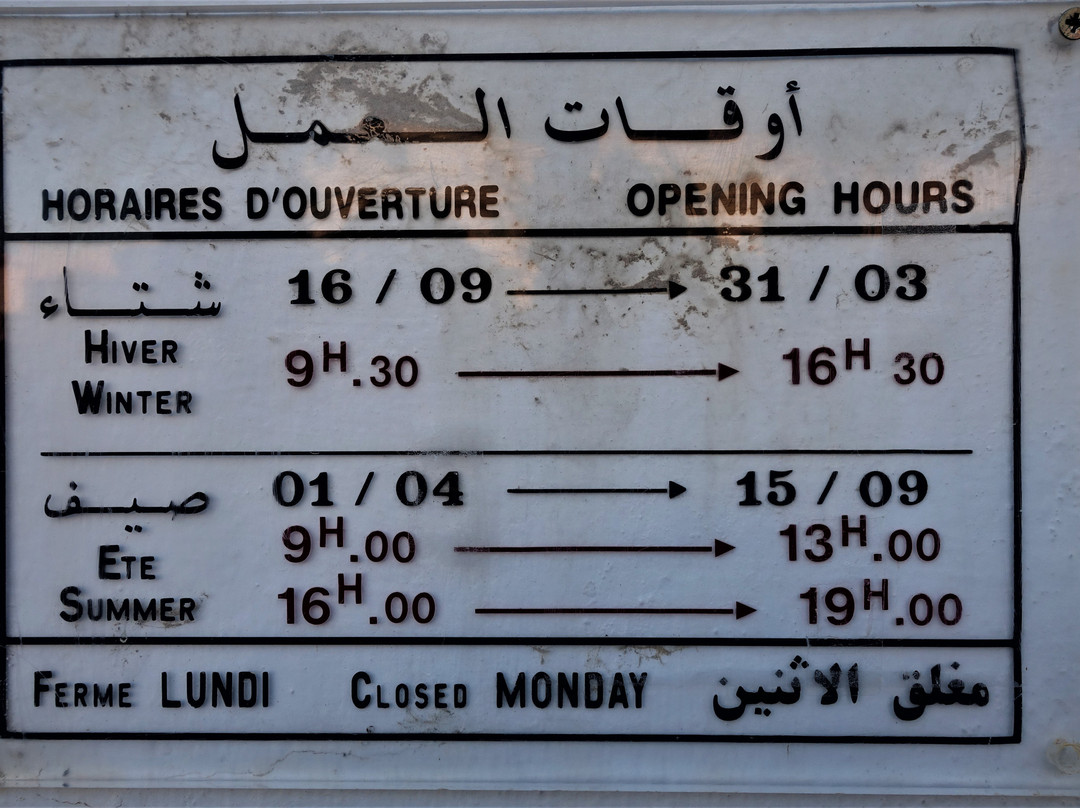 أوقات العمل
HORAIRES D'OUVERTURE OPENING HOURS
شتاء 16 / 09 → 31 / 03
HIVER
9H.30 → 16H 30
WINTER
صيف 01 / 04 → 15 / 09
9H.00 → 13H.00
ETE
SUMMER 16H.00 → 19H.00
FERME LUNDI CLOSED MONDAY مغلق الاثنين